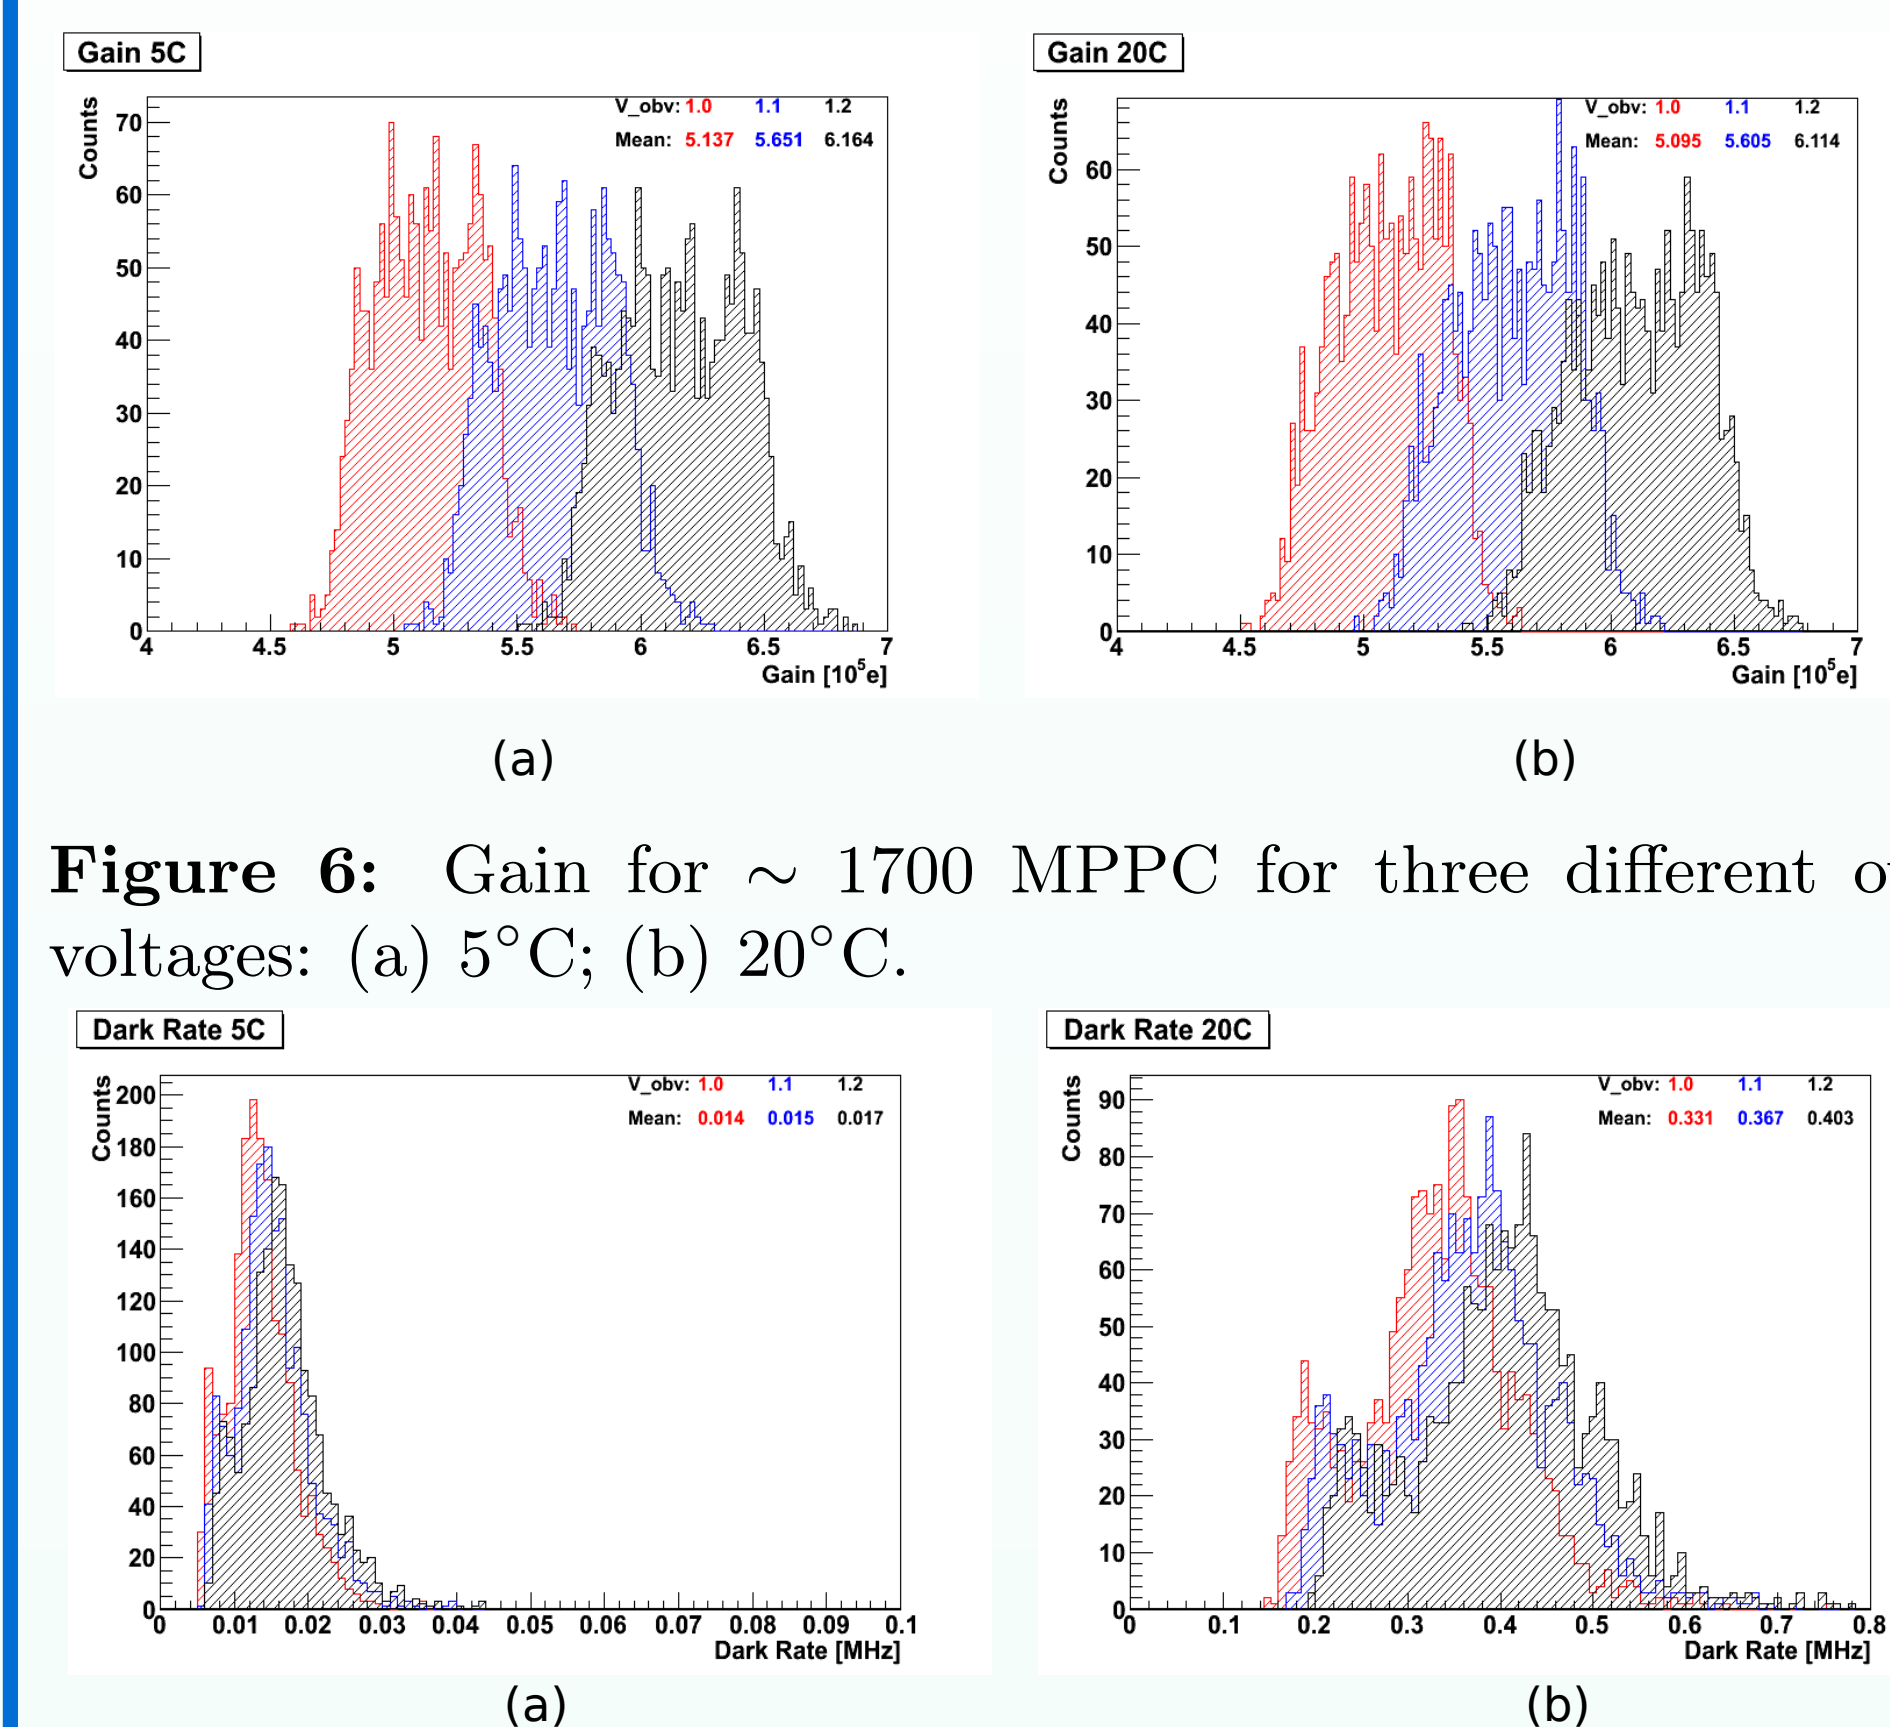 Gain 5C
Counts
V_obv: 1.0 1.1 1.2
Mean: 5.137 5.651 6.164
70
60
50
40
30
20
10
0
4 4.5 5 5.5 6 6.5 7
Gain [10^5e]
(a)
Gain 20C
Counts
V_obv: 1.0 1.1 1.2
Mean: 5.095 5.605 6.114
60
50
40
30
20
10
0
4 4.5 5 5.5 6 6.5 7
Gain [10^5e]
(b)
Figure 6: Gain for ~ 1700 MPPC for three different o
voltages: (a) 5°C; (b) 20°C.
Dark Rate 5C
Counts
V_obv: 1.0 1.1 1.2
Mean: 0.014 0.015 0.017
200
180
160
140
120
100
80
60
40
20
0
0 0.01 0.02 0.03 0.04 0.05 0.06 0.07 0.08 0.09 0.1
Dark Rate [MHz]
(a)
Dark Rate 20C
Counts
V_obv: 1.0 1.1 1.2
Mean: 0.331 0.367 0.403
90
80
70
60
50
40
30
20
10
0
0 0.1 0.2 0.3 0.4 0.5 0.6 0.7 0.8
Dark Rate [MHz]
(b)